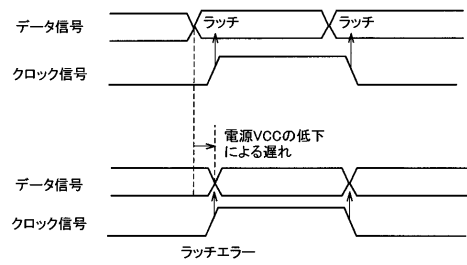 データ信号
ラッチ
ラッチ
クロック信号
電源VCCの低下
による遅れ
データ信号
クロック信号
ラッチエラー